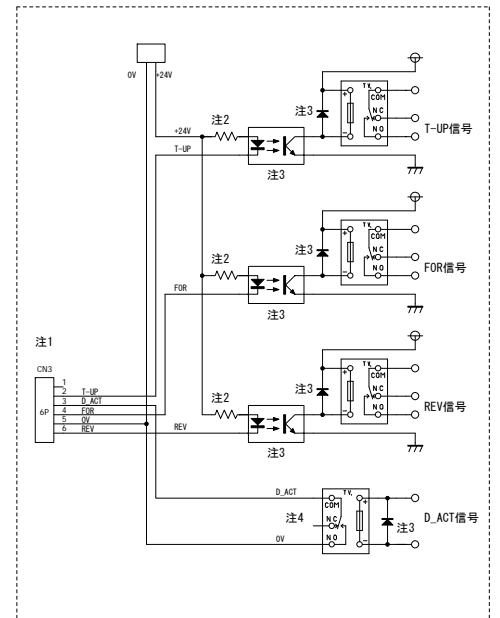 0V +24V
+24V
注2
T-UP
注3
注3
+
-
TV.
COM
NC
NO
T-UP信号
注2
FOR
注3
注3
+
-
TV.
COM
NC
NO
FOR信号
注2
REV
注3
注3
+
-
TV.
COM
NC
NO
REV信号
注1
CN3
6P
1
2 T-UP
3 D_ACT
4 FOR
5 0V
6 REV
D_ACT
注4
0V
COM
NC
NO
TV.
+
-
注3
D_ACT信号